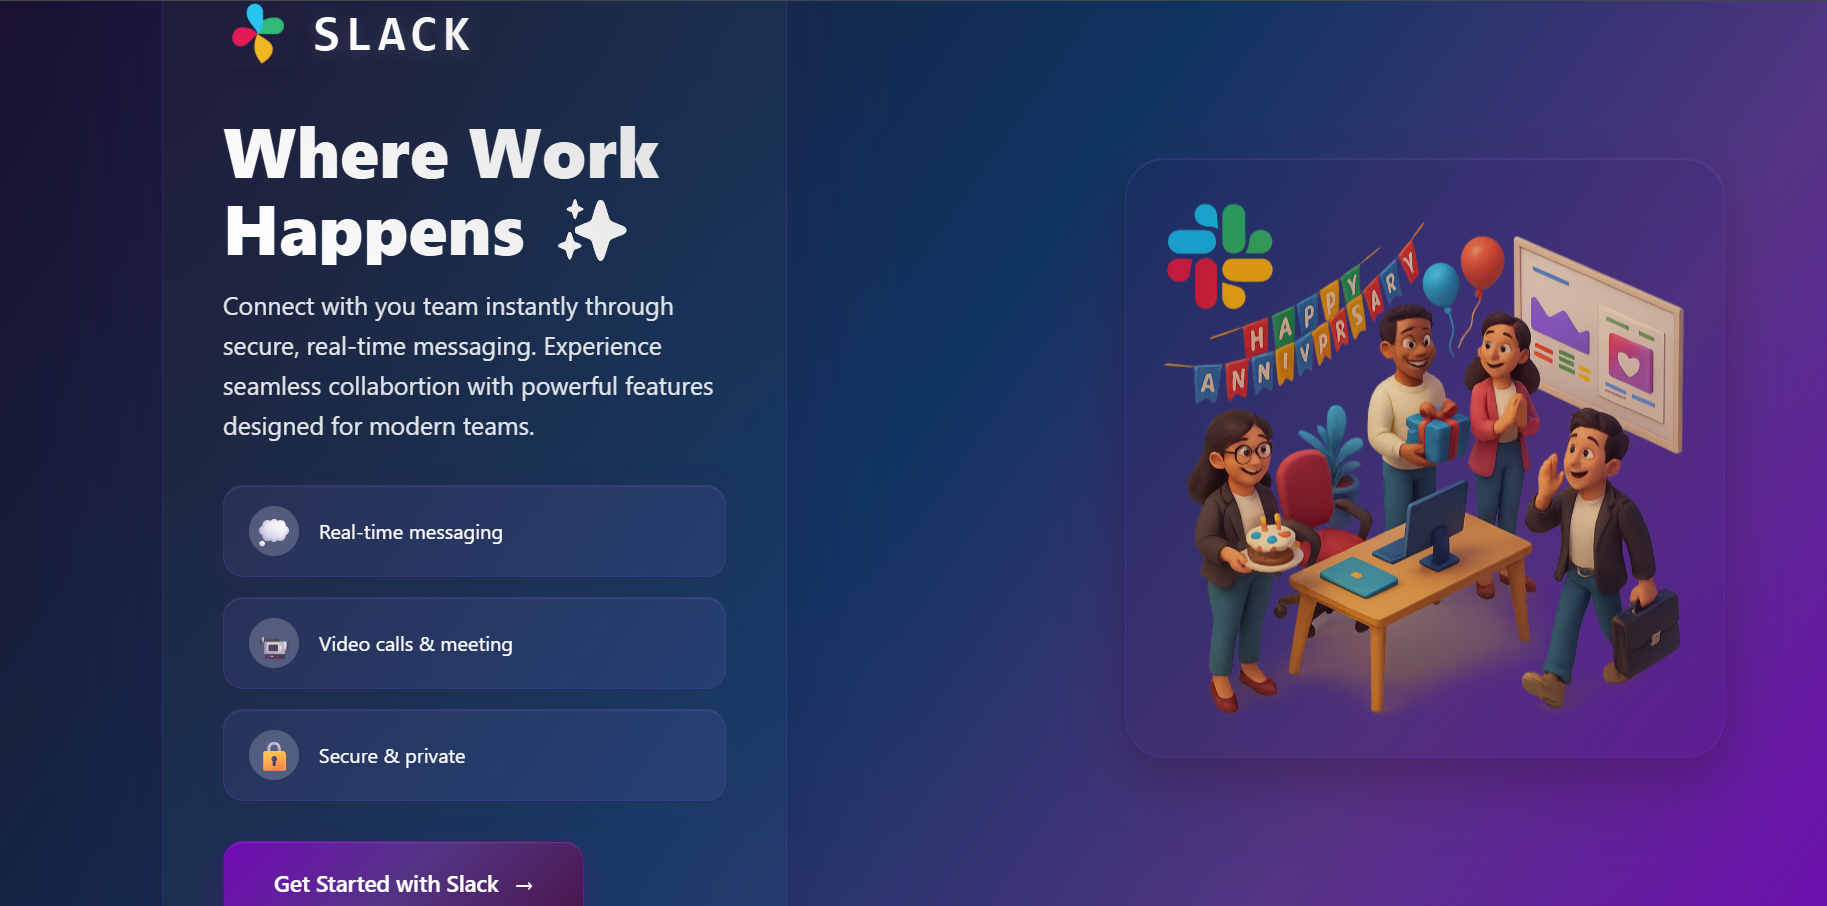 SLACK
Where Work
Happens ✨
Connect with you team instantly through
secure, real-time messaging. Experience
seamless collabortion with powerful features
designed for modern teams.
Real-time messaging
Video calls & meeting
Secure & private
Get Started with Slack →
HAPPY
ANNIVPRSARY